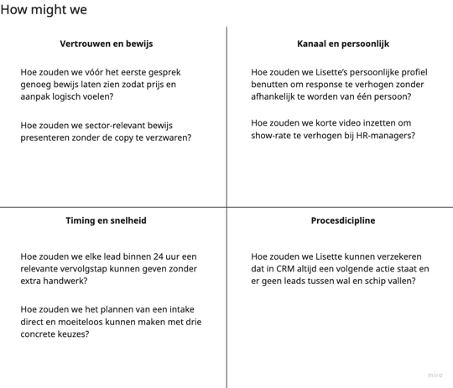 How might we
Vertrouwen en bewijs
Hoe zouden we vóór het eerste gesprek
genoeg bewijs laten zien zodat prijs en
aanpak logisch voelen?
Hoe zouden we sector-relevant bewijs
presenteren zonder de copy te verzwaren?
Kanaal en persoonlijk
Hoe zouden we Lisette's persoonlijke profiel
benutten om response te verhogen zonder
afhankelijk te worden van één persoon?
Hoe zouden we korte video inzetten om
show-rate te verhogen bij HR-managers?
Timing en snelheid
Hoe zouden we elke lead binnen 24 uur een
relevante vervolgstap kunnen geven zonder
extra handwerk?
Hoe zouden we het plannen van een intake
direct en moeiteloos kunnen maken met drie
concrete keuzes?
Procesdicipline
Hoe zouden we Lisette kunnen verzekeren
dat in CRM altijd een volgende actie staat en
er geen leads tussen wal en schip vallen?
miro